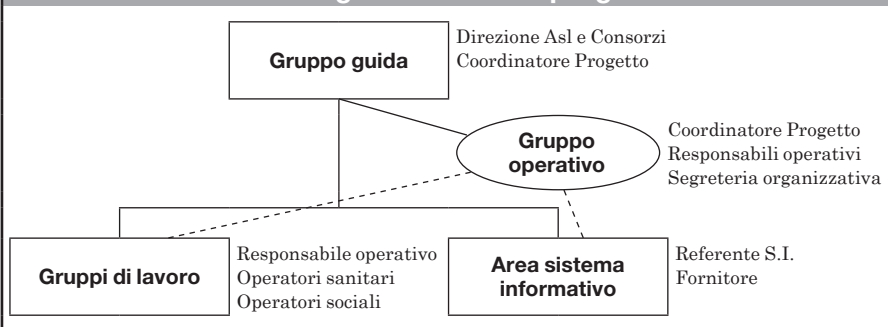 Gruppo guida
Direzione Asl e Consorzi
Coordinatore Progetto
Gruppo
operativo
Coordinatore Progetto
Responsabili operativi
Segreteria organizzativa
Gruppi di lavoro
Responsabile operativo
Operatori sanitari
Operatori sociali
Area sistema
informativo
Referente S.I.
Fornitore